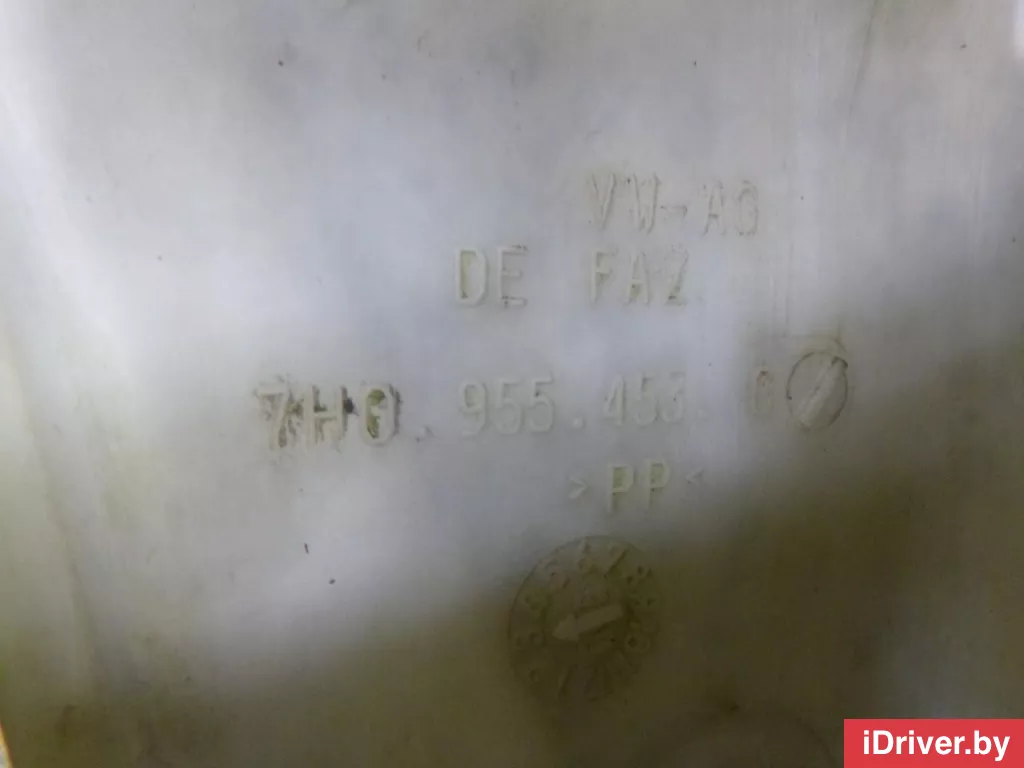 VW-AG
DE FAZ
7H0.955.453.
>PP<
iDriver.by